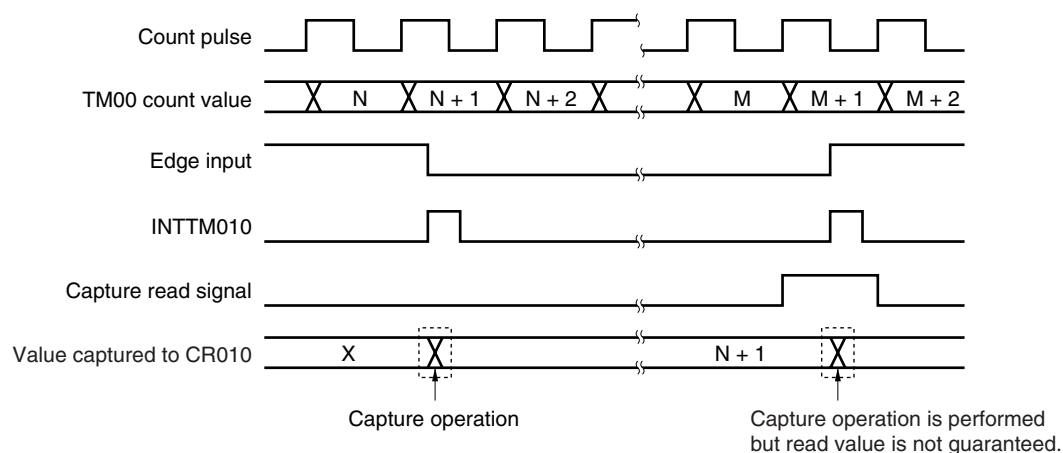 Count pulse
TM00 count value N N + 1 N + 2 M M + 1 M + 2
Edge input
INTTM010
Capture read signal
Value captured to CR010 X N + 1
Capture operation
Capture operation is performed
but read value is not guaranteed.